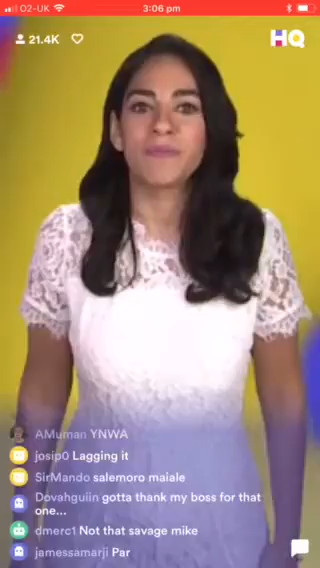 O2-UK 3:06 pm
21.4K HQ
AMuman YNWA
josip0 Lagging it
SirMando salemoro maiale
Dovahguiin gotta thank my boss for that
one...
dmerc1 Not that savage mike
jamessamarji Par